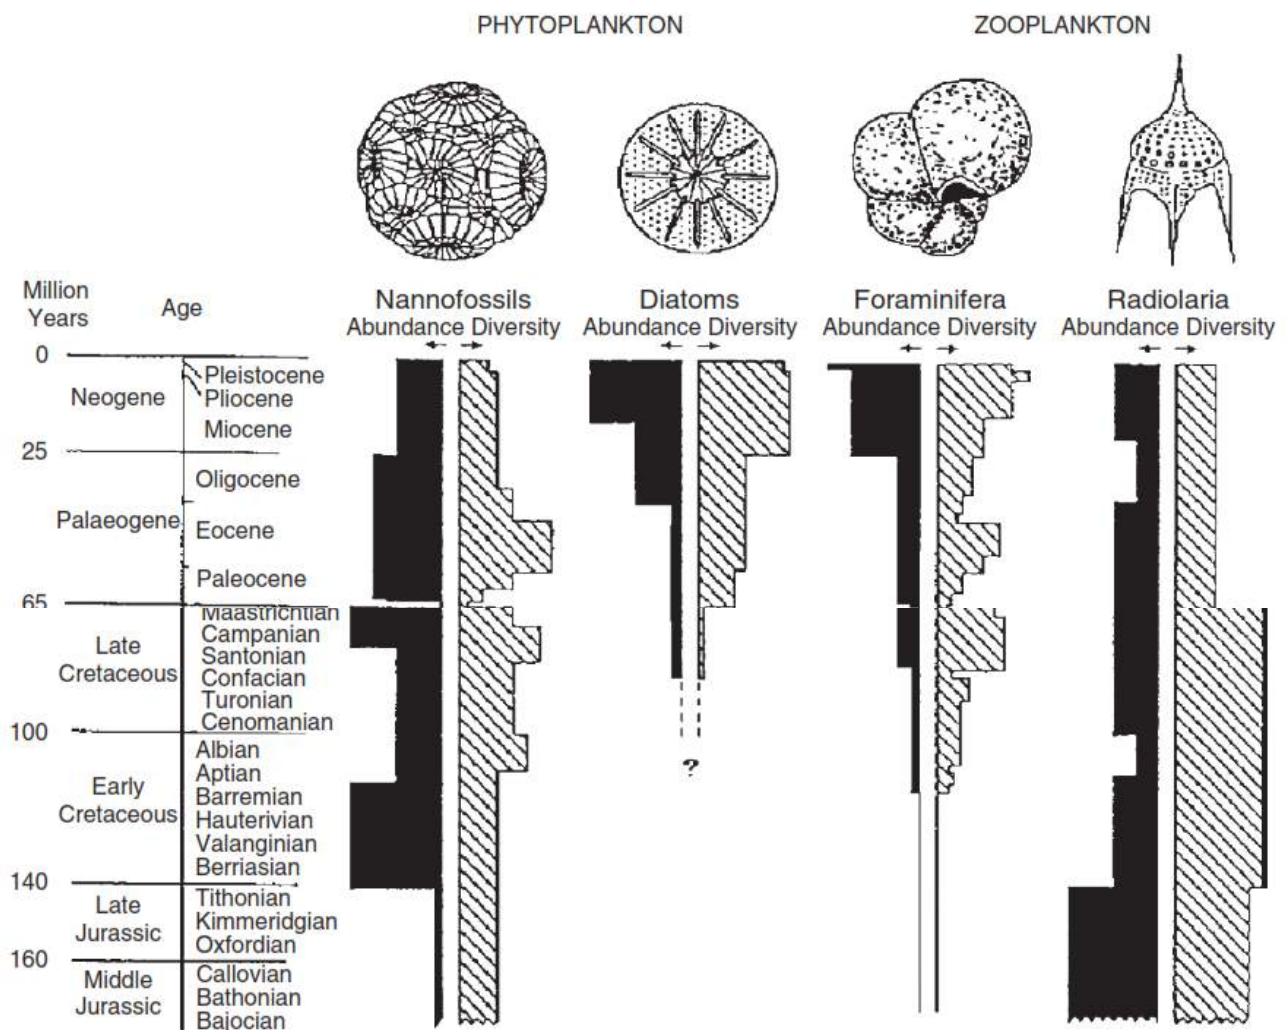 PHYTOPLANKTON
ZOOPLANKTON
Million
Years
Age
Nannofossils
Abundance Diversity
Diatoms
Abundance Diversity
Foraminifera
Abundance Diversity
Radiolaria
Abundance Diversity
0
Neogene
Pleistocene
Pliocene
Miocene
25
Palaeogene
Oligocene
Eocene
Paleocene
65
Late
Cretaceous
Maastrichtian
Campanian
Santonian
Confacian
Turonian
Cenomanian
100
Early
Cretaceous
Albian
Aptian
Barremian
Hauterivian
Valanginian
Berriasian
?
140
Late
Jurassic
Tithonian
Kimmeridgian
Oxfordian
160
Middle
Jurassic
Callovian
Bathonian
Bajocian